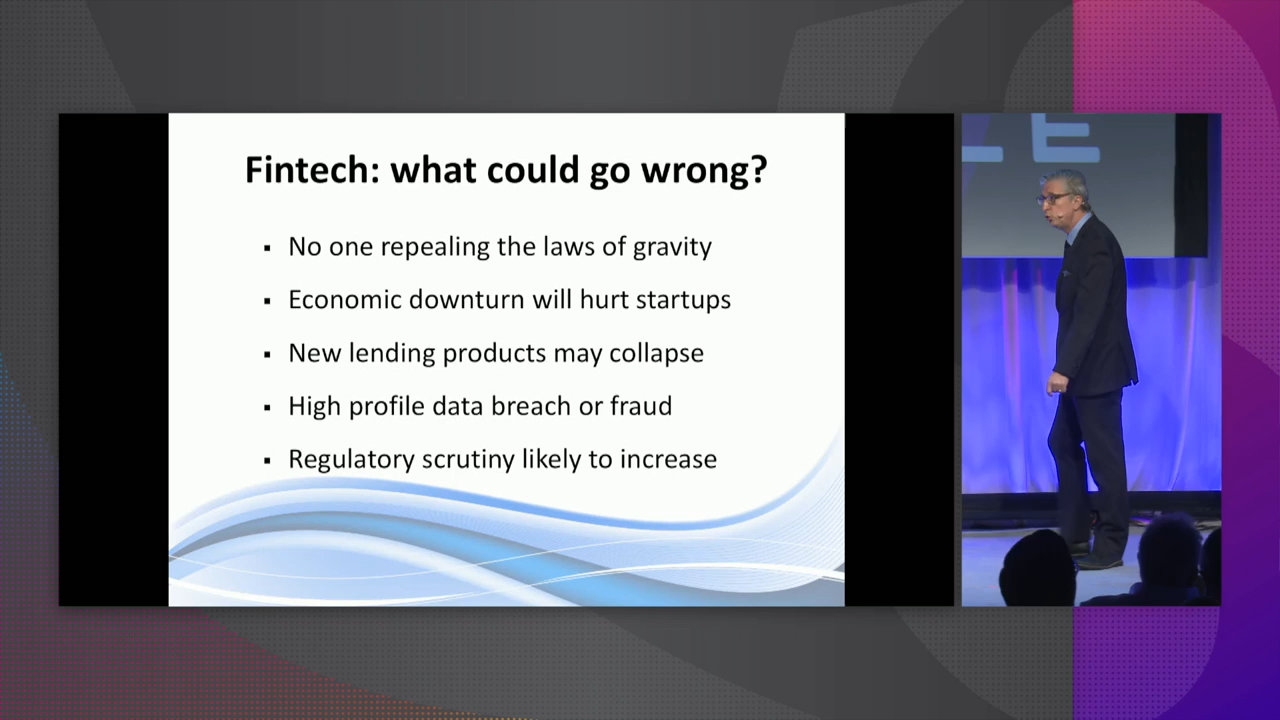 Fintech: what could go wrong?
▪ No one repealing the laws of gravity
▪ Economic downturn will hurt startups
▪ New lending products may collapse
▪ High profile data breach or fraud
▪ Regulatory scrutiny likely to increase
E